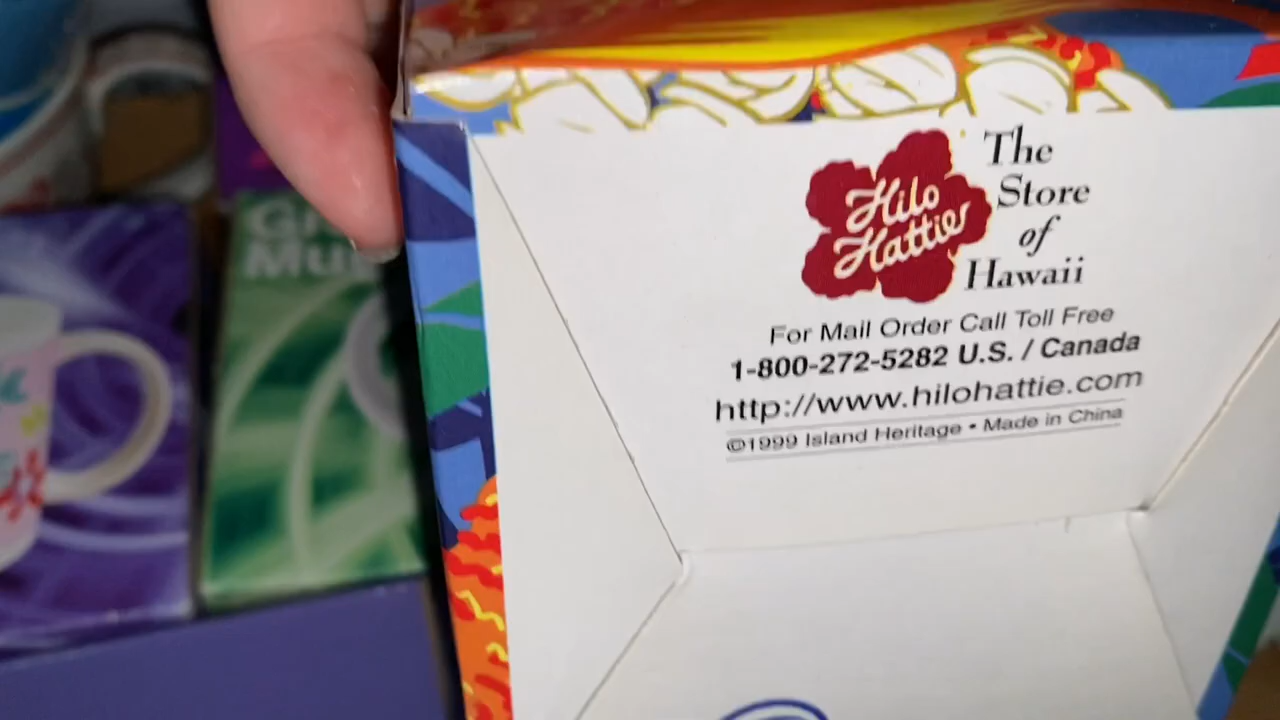 Hilo
Hattie
The
Store
of
Hawaii
For Mail Order Call Toll Free
1-800-272-5282 U.S. / Canada
http://www.hilohattie.com
©1999 Island Heritage • Made in China